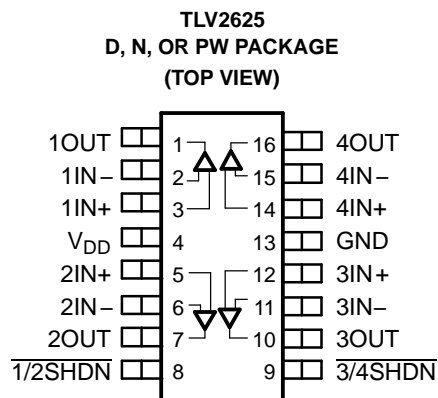 TLV2625
D, N, OR PW PACKAGE
(TOP VIEW)
1OUT 1 16 4OUT
1IN− 2 15 4IN−
1IN+ 3 14 4IN+
VDD 4 13 GND
2IN+ 5 12 3IN+
2IN− 6 11 3IN−
2OUT 7 10 3OUT
1/2SHDN 8 9 3/4SHDN